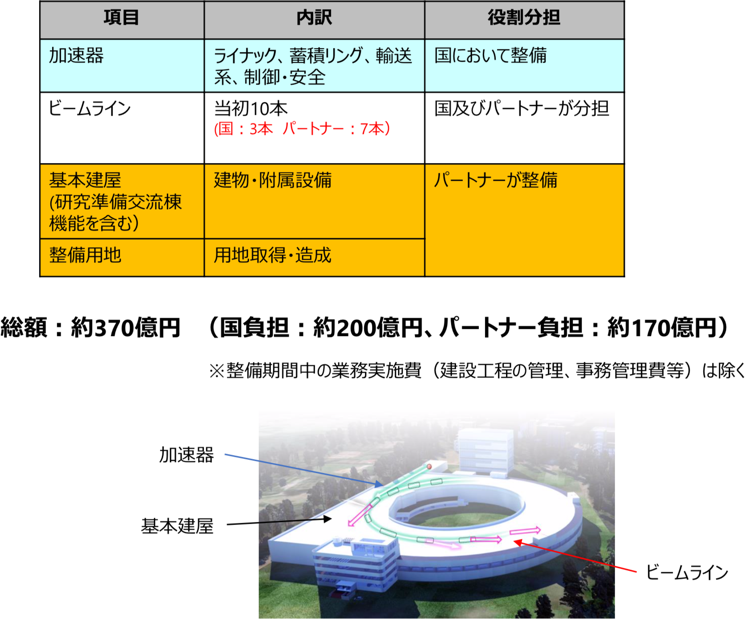 項目
内訳
役割分担
加速器
ライナック、蓄積リング、輸送
系、制御・安全
国において整備
ビームライン
当初10本
(国：3本　パートナー：7本）
国及びパートナーが分担
基本建屋
(研究準備交流棟
機能を含む）
建物・附属設備
パートナーが整備
整備用地
用地取得・造成
総額：約370億円　（国負担：約200億円、パートナー負担：約170億円）
※整備期間中の業務実施費（建設工程の管理、事務管理費等）は除く
加速器
基本建屋
ビームライン